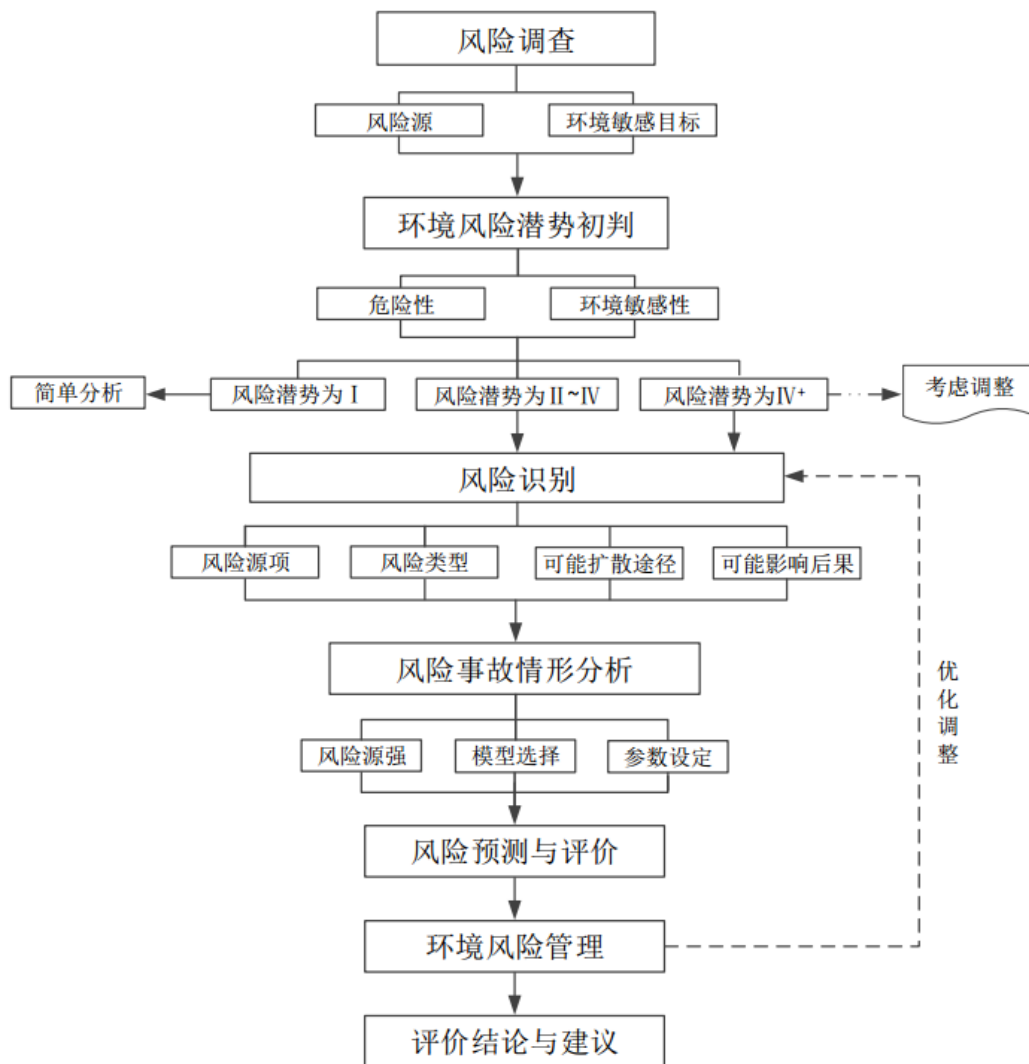 风险调查
风险源
环境敏感目标
环境风险潜势初判
危险性
环境敏感性
简单分析
风险潜势为Ⅰ
风险潜势为Ⅱ~Ⅳ
风险潜势为Ⅳ⁺
考虑调整
风险识别
风险源项
风险类型
可能扩散途径
可能影响后果
风险事故情形分析
优化调整
风险源强
模型选择
参数设定
风险预测与评价
环境风险管理
评价结论与建议